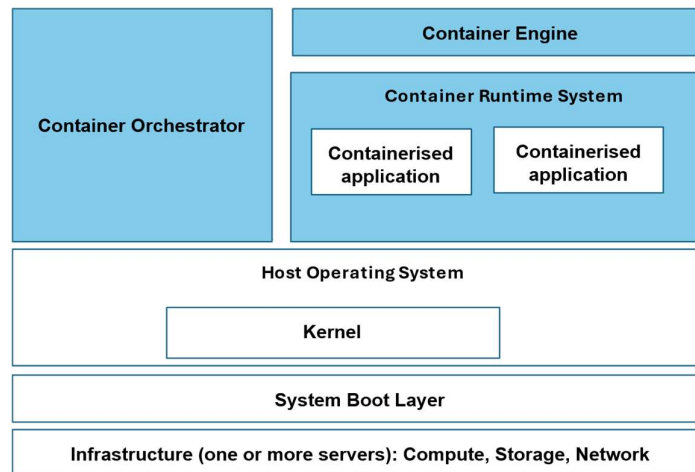 Container Orchestrator
Container Engine
Container Runtime System
Containerised
application
Containerised
application
Host Operating System
Kernel
System Boot Layer
Infrastructure (one or more servers): Compute, Storage, Network